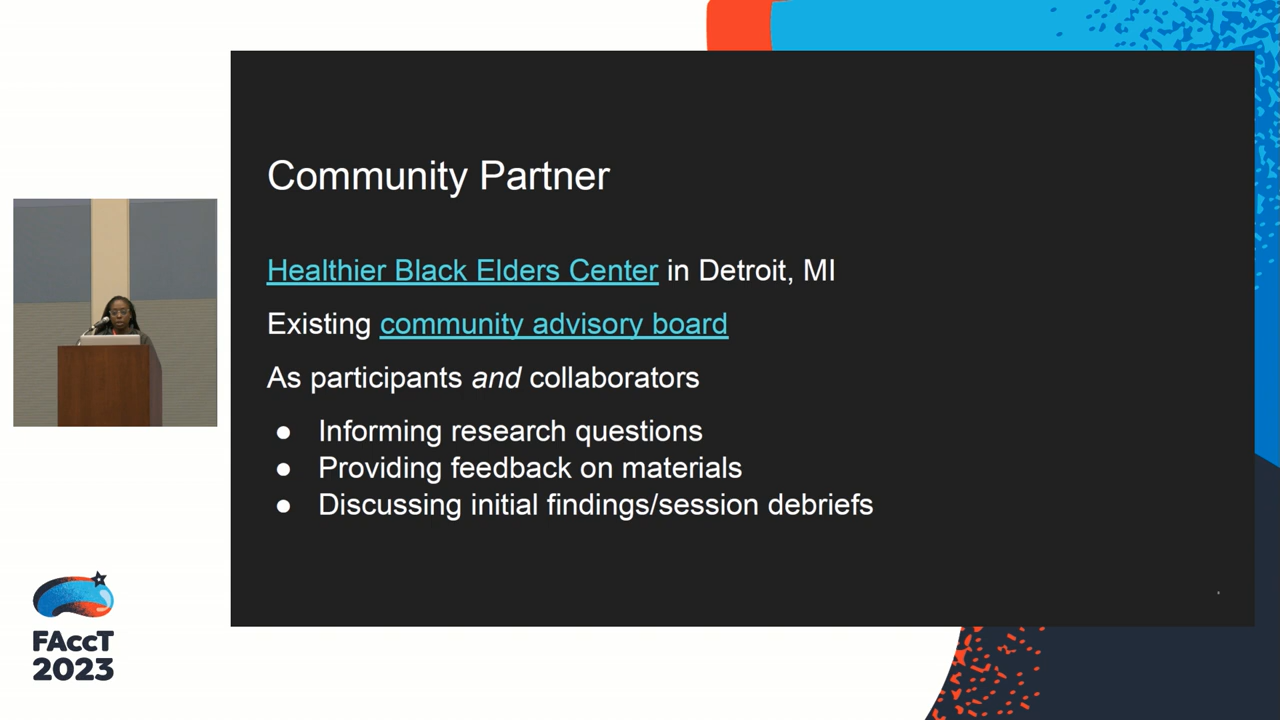 Community Partner
Healthier Black Elders Center in Detroit, MI
Existing community advisory board
As participants and collaborators
● Informing research questions
● Providing feedback on materials
● Discussing initial findings/session debriefs
FAccT
2023